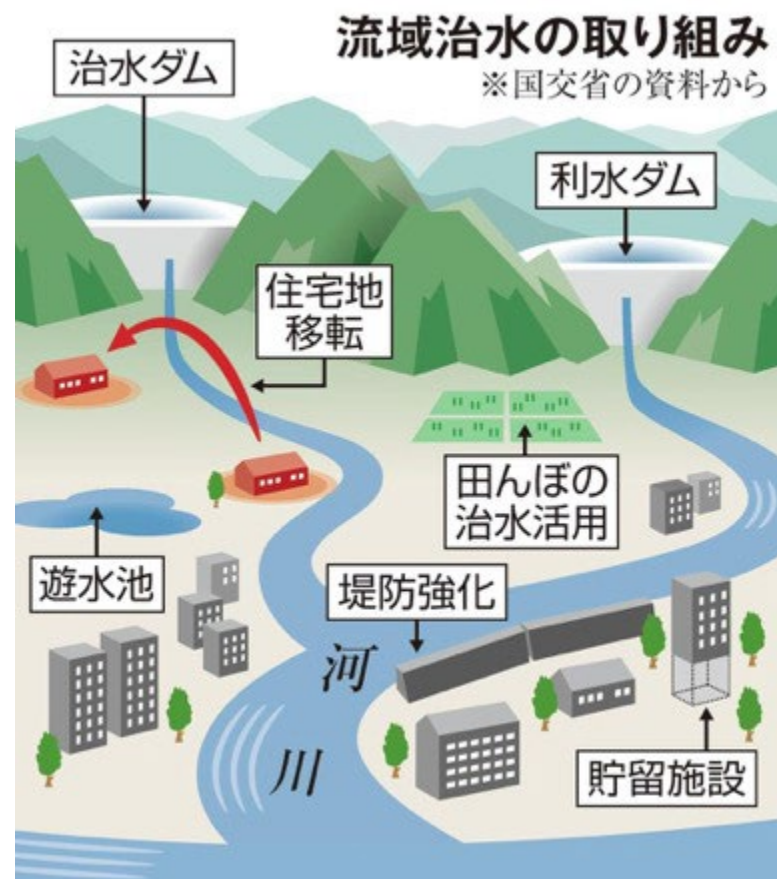 流域治水の取り組み
※国交省の資料から
治水ダム
利水ダム
住宅地
移転
田んぼの
治水活用
遊水池
堤防強化
河
川
貯留施設